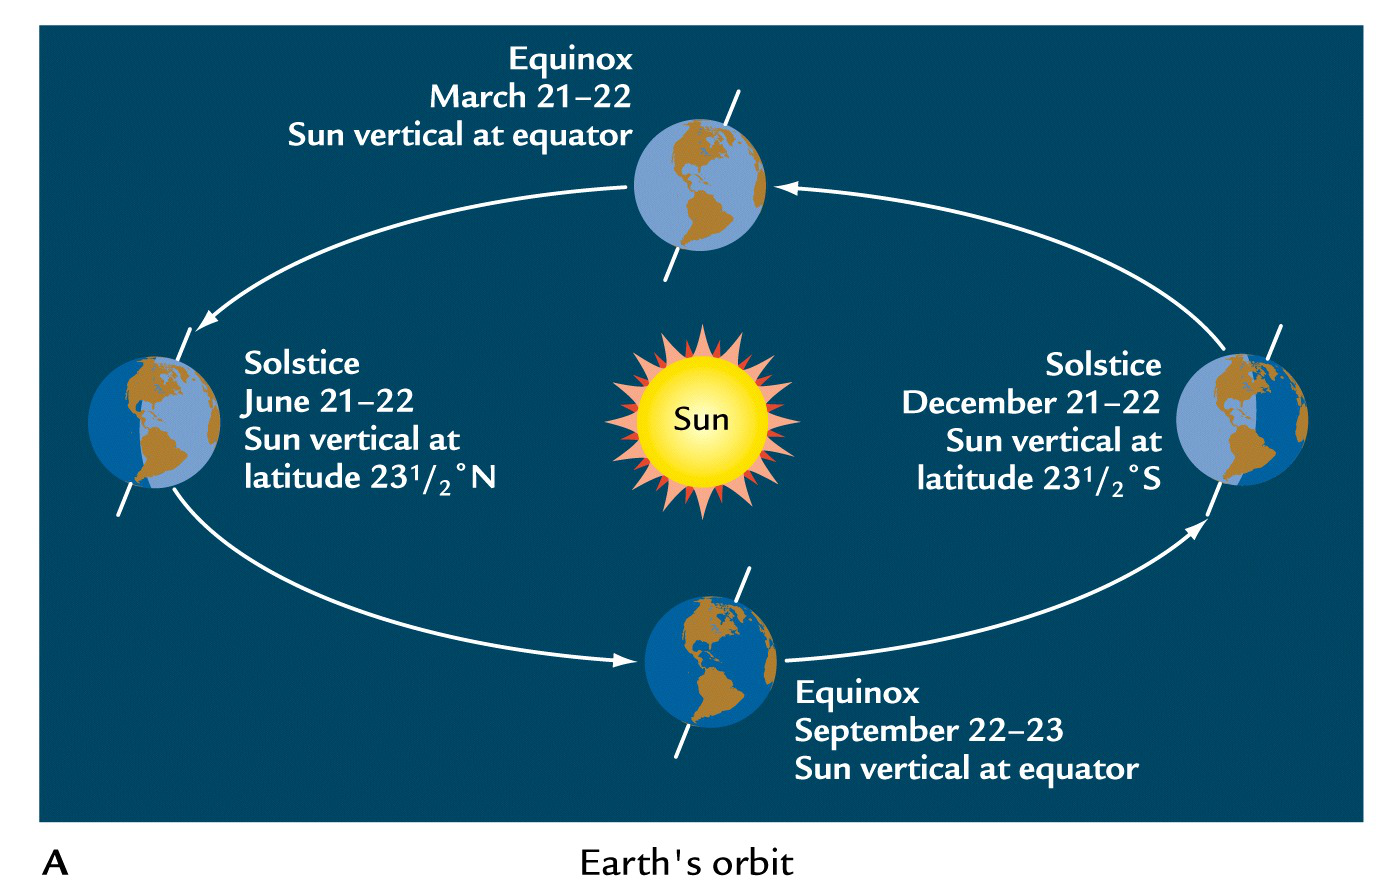 Equinox
March 21–22
Sun vertical at equator
Solstice
June 21–22
Sun vertical at
latitude 23 1/2°N
Sun
Solstice
December 21–22
Sun vertical at
latitude 23 1/2°S
Equinox
September 22–23
Sun vertical at equator
A
Earth's orbit